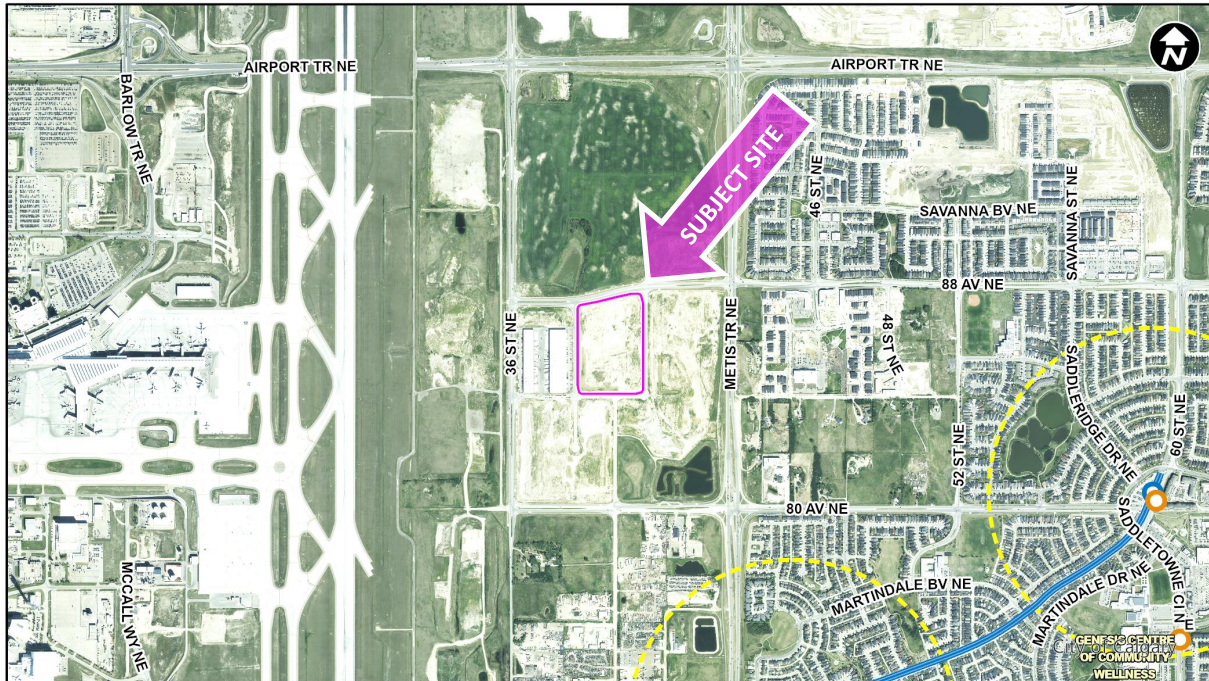 AIRPORT TR NE
AIRPORT TR NE
N
BARLOW TR NE
SUBJECT SITE
46 ST NE
SAVANNA BV NE
SAVANNA ST NE
88 AV NE
36 ST NE
METIS TR NE
48 ST NE
SADDLERIDGE DR NE
60 ST NE
52 ST NE
80 AV NE
SADDLETOWNE CI NE
MCCALL WY NE
MARTINDALE BV NE
MARTINDALE DR NE
City of Calgary
GENESIS CENTRE
OF COMMUNITY
WELLNESS